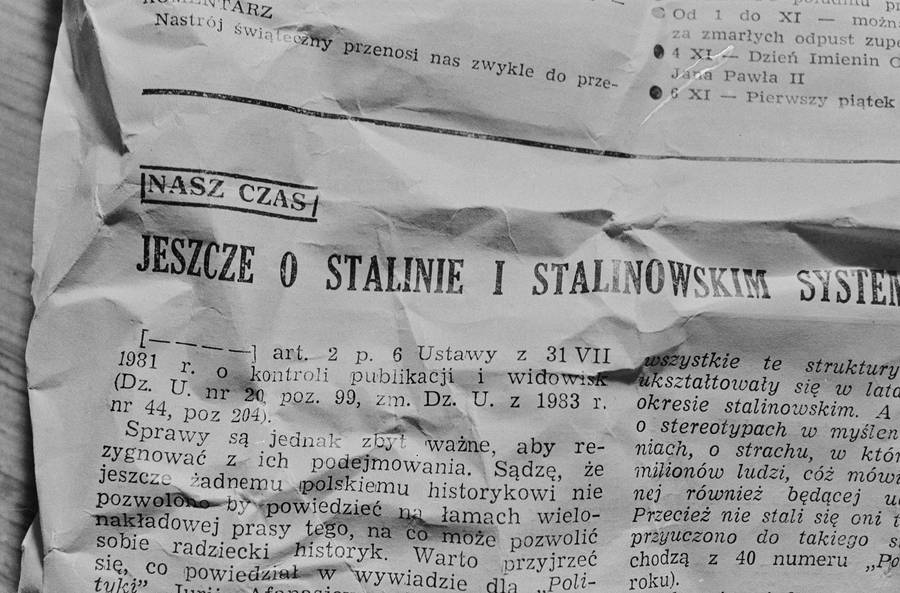 KOMENTARZ
Nastrój świąteczny przenosi nas zwykle do prze-
Od 1 do XI — możn
za zmarłych odpust zupe
4 XI — Dzień Imienin O
Jana Pawła II
6 XI — Pierwszy piątek
NASZ CZAS
JESZCZE O STALINIE I STALINOWSKIM SYSTEM
[— — — — —] art. 2 p. 6 Ustawy z 31 VII
1981 r. o kontroli publikacji i widowisk
(Dz. U. nr 20 poz. 99, zm. Dz. U. z 1983 r.
nr 44, poz 204).
Sprawy są jednak zbyt ważne, aby re-
zygnować z ich podejmowania. Sądzę, że
jeszcze żadnemu polskiemu historykowi nie
pozwolono by powiedzieć na łamach wielo-
nakładowej prasy tego, na co może pozwolić
sobie radziecki historyk. Warto przyjrzeć
się, co powiedział w wywiadzie dla „Poli-
tyki”
wszystkie te struktury
ukształtowały się w lata
okresie stalinowskim. A
o stereotypach w myślen
niach, o strachu, w któr
milionów ludzi, cóż mówi
nej również będącej u
Przecież nie stali się oni t
przyuczono do takiego s
chodzą z 40 numeru „Po
roku).